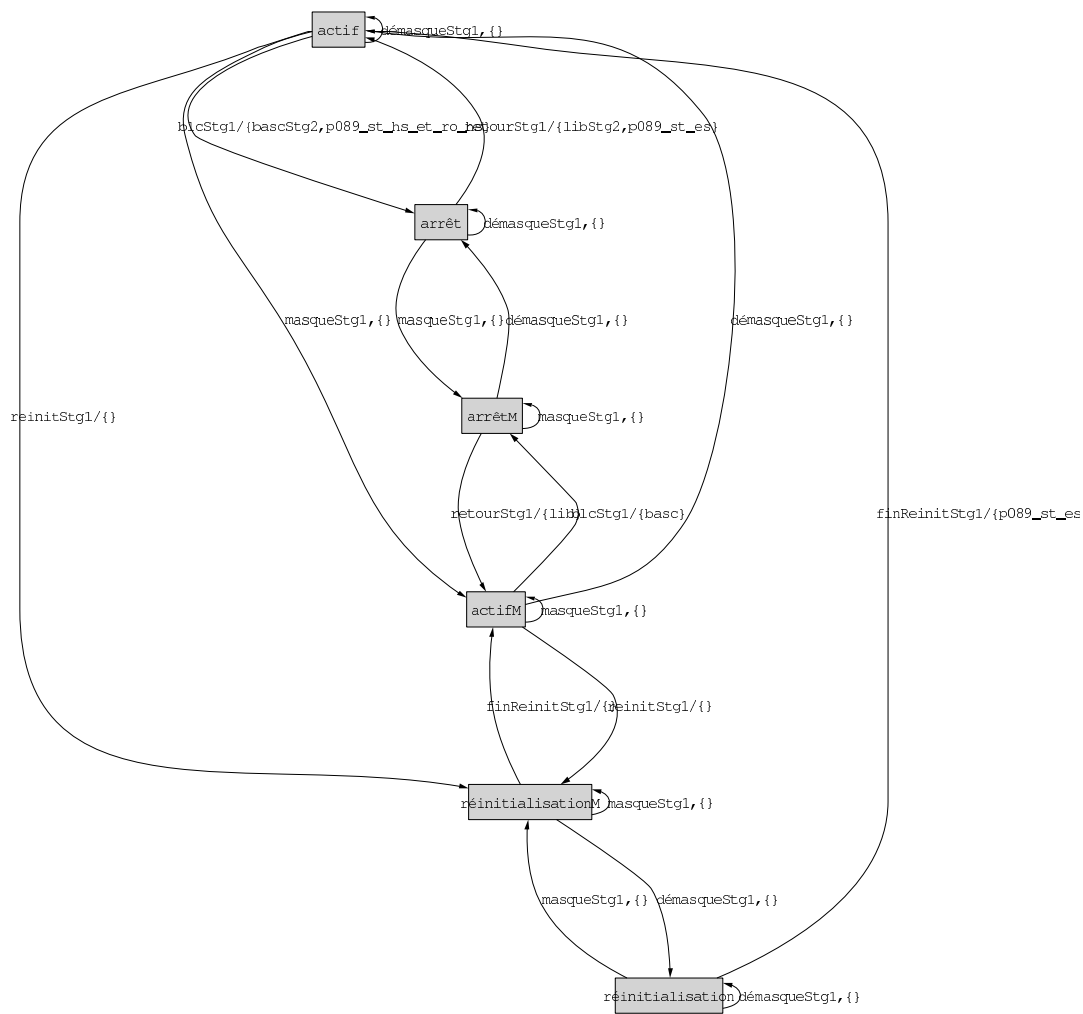 actif
démasqueStg1,{}
blcStg1/{bascStg2,p089_st_hs_et_ro_hs}
retourStg1/{libStg2,p089_st_es}
arrêt
démasqueStg1,{}
masqueStg1,{}
masqueStg1,{}
démasqueStg1,{}
démasqueStg1,{}
reinitStg1/{}
arrêtM
masqueStg1,{}
retourStg1/{lib}
blcStg1/{basc}
finReinitStg1/{p089_st_es
actifM
masqueStg1,{}
finReinitStg1/{}
reinitStg1/{}
réinitialisationM
masqueStg1,{}
masqueStg1,{}
démasqueStg1,{}
réinitialisation
démasqueStg1,{}